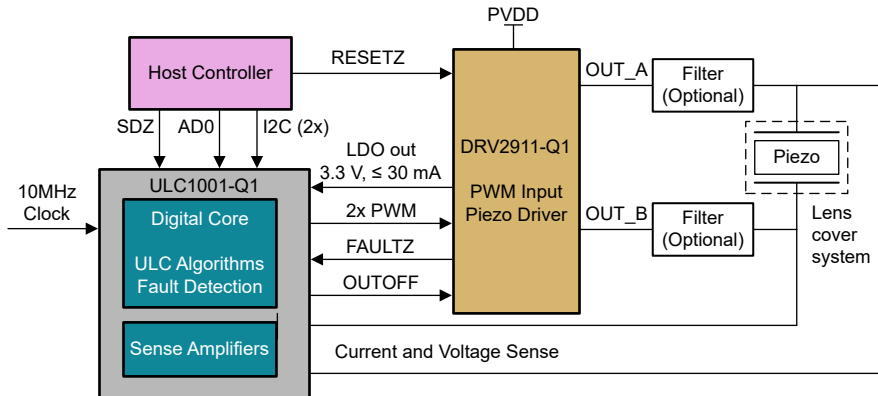 PVDD
Host Controller
RESETZ
OUT_A
Filter
(Optional)
SDZ
AD0
I2C (2x)
LDO out
3.3 V, ≤ 30 mA
DRV2911-Q1
PWM Input
Piezo Driver
Piezo
10MHz
Clock
ULC1001-Q1
Digital Core
ULC Algorithms
Fault Detection
2x PWM
OUT_B
Filter
(Optional)
Lens
cover
system
FAULTZ
OUTOFF
Sense Amplifiers
Current and Voltage Sense